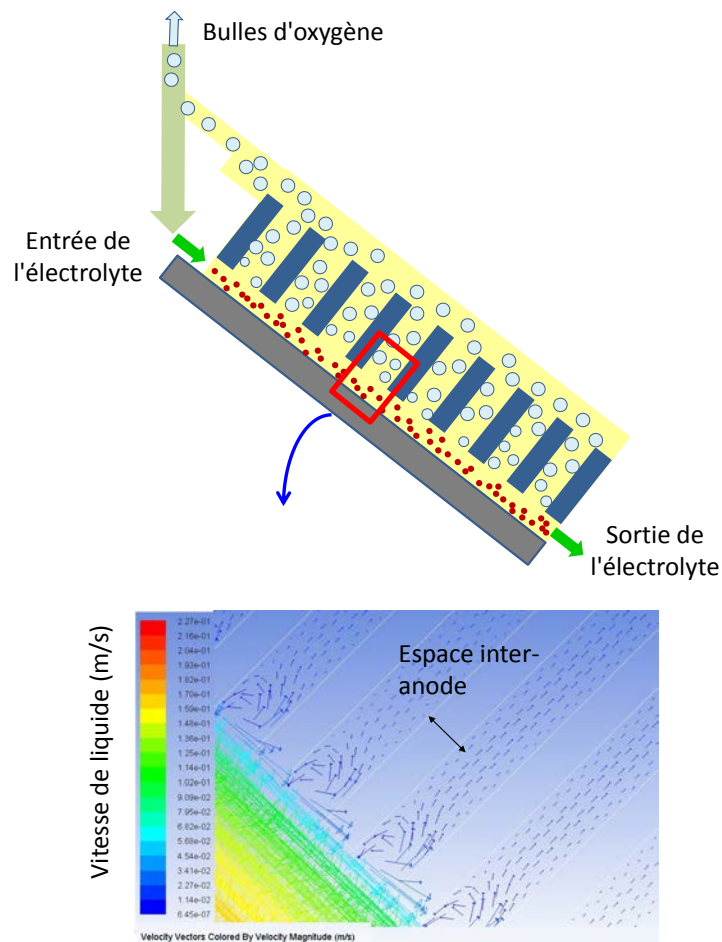 Bulles d'oxygène
Entrée de
l'électrolyte
Sortie de
l'électrolyte
Vitesse de liquide (m/s)
2.27e-01
2.16e-01
2.04e-01
1.93e-01
1.82e-01
1.70e-01
1.59e-01
1.48e-01
1.36e-01
1.25e-01
1.14e-01
1.02e-01
9.09e-02
7.95e-02
6.82e-02
5.68e-02
4.54e-02
3.41e-02
2.27e-02
1.14e-02
6.45e-07
Espace inter-
anode
Velocity Vectors Colored By Velocity Magnitude (m/s)